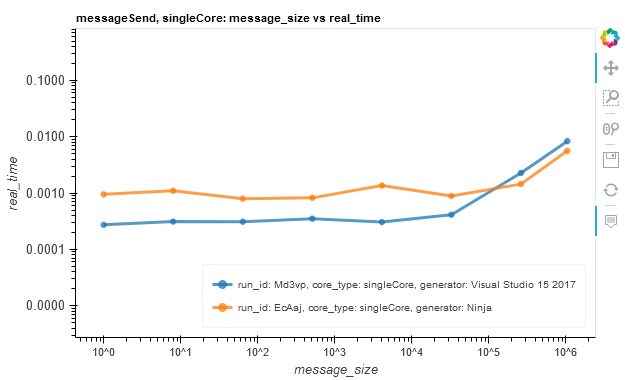 messageSend, singleCore: message_size vs real_time
real_time
0.1000
0.0100
0.0010
0.0001
0.0000
run_id: Md3vp, core_type: singleCore, generator: Visual Studio 15 2017
run_id: EcAaj, core_type: singleCore, generator: Ninja
10^0 10^1 10^2 10^3 10^4 10^5 10^6
message_size